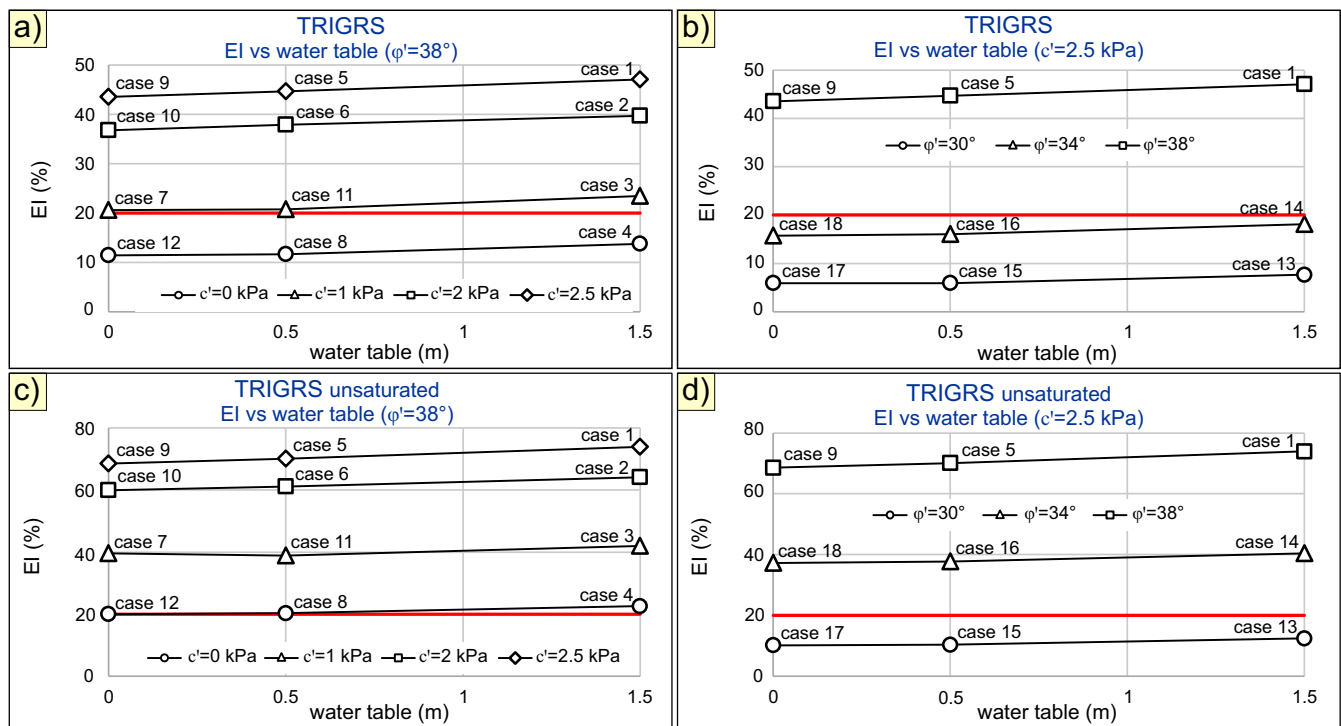 a)
TRIGRS
EI vs water table (φ'=38°)
50
40
30
20
10
0
EI (%)
case 9
case 5
case 1
case 10
case 6
case 2
case 7
case 11
case 3
case 12
case 8
case 4
c'=0 kPa
c'=1 kPa
c'=2 kPa
c'=2.5 kPa
0
0.5
1
1.5
water table (m)
b)
TRIGRS
EI vs water table (c'=2.5 kPa)
50
40
30
20
10
0
EI (%)
case 9
case 5
case 1
φ'=30°
φ'=34°
φ'=38°
case 18
case 16
case 14
case 17
case 15
case 13
0
0.5
1
1.5
water table (m)
c)
TRIGRS unsaturated
EI vs water table (φ'=38°)
80
60
40
20
0
EI (%)
case 9
case 5
case 1
case 10
case 6
case 2
case 7
case 11
case 3
case 12
case 8
case 4
c'=0 kPa
c'=1 kPa
c'=2 kPa
c'=2.5 kPa
0
0.5
1
1.5
water table (m)
d)
TRIGRS unsaturated
EI vs water table (c'=2.5 kPa)
80
60
40
20
0
EI (%)
case 9
case 5
case 1
φ'=30°
φ'=34°
φ'=38°
case 18
case 16
case 14
case 17
case 15
case 13
0
0.5
1
1.5
water table (m)